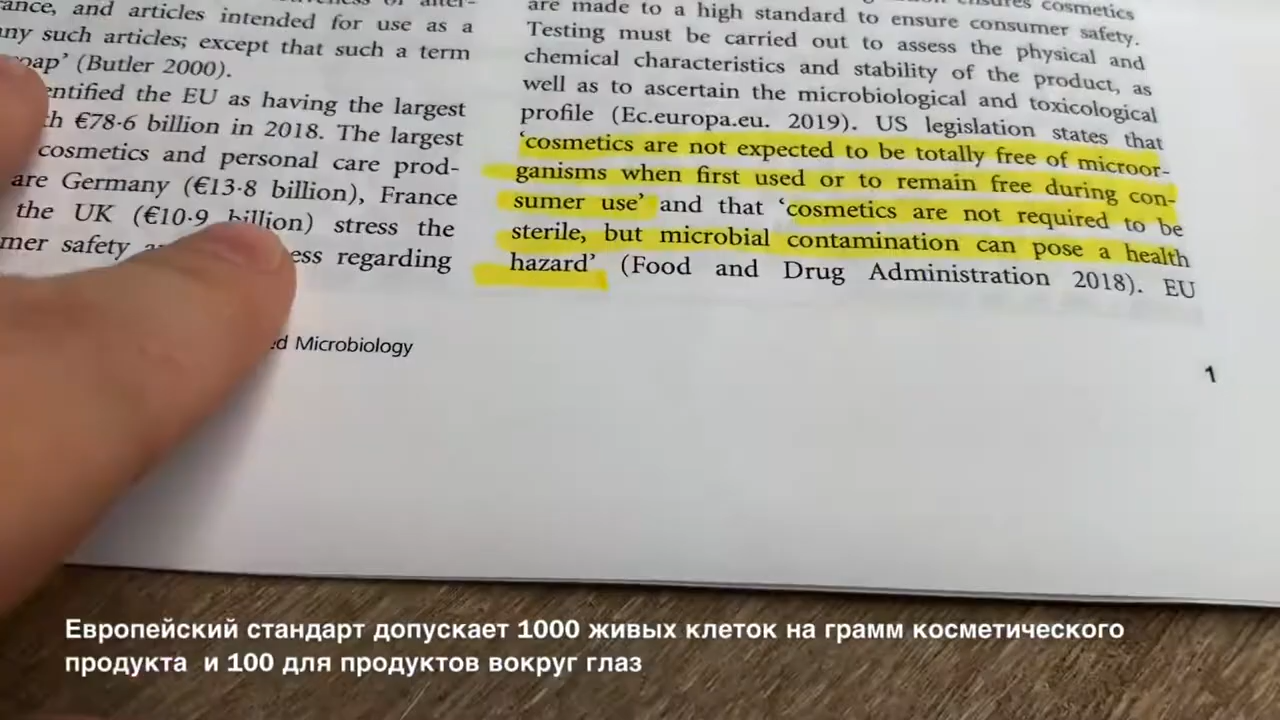 ance, and articles intended for use as a
any such articles; except that such a term
oap' (Butler 2000).
entified the EU as having the largest
th €78·6 billion in 2018. The largest
cosmetics and personal care prod-
are Germany (€13·8 billion), France
the UK (€10·9 billion) stress the
mer safety ess regarding
ed Microbiology
cosmetics
are made to a high standard to ensure consumer safety.
Testing must be carried out to assess the physical and
chemical characteristics and stability of the product, as
well as to ascertain the microbiological and toxicological
profile (Ec.europa.eu. 2019). US legislation states that
'cosmetics are not expected to be totally free of microor-
ganisms when first used or to remain free during con-
sumer use' and that 'cosmetics are not required to be
sterile, but microbial contamination can pose a health
hazard' (Food and Drug Administration 2018). EU
1
Европейский стандарт допускает 1000 живых клеток на грамм косметического
продукта и 100 для продуктов вокруг глаз